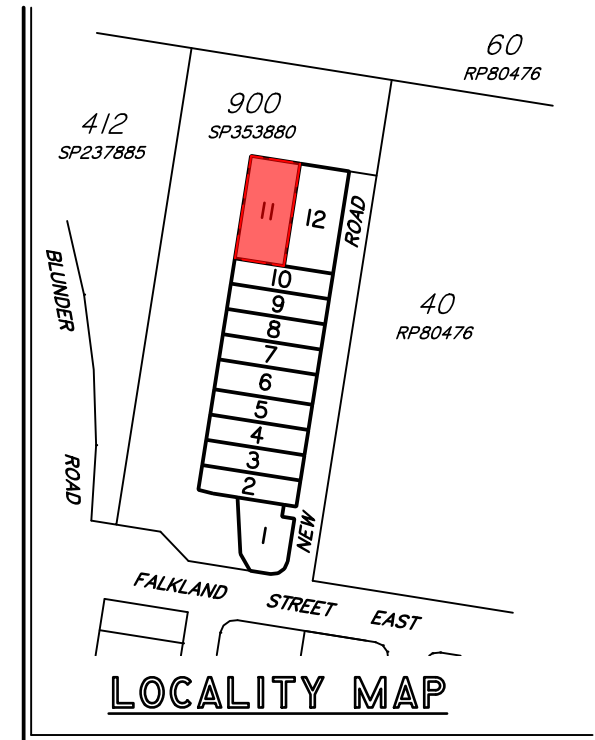 60
RP80476
900
SP353880
412
SP237885
11
12
ROAD
10
9
8
7
6
5
4
3
2
1
40
RP80476
BLUNDER
ROAD
NEW
FALKLAND STREET EAST
LOCALITY MAP